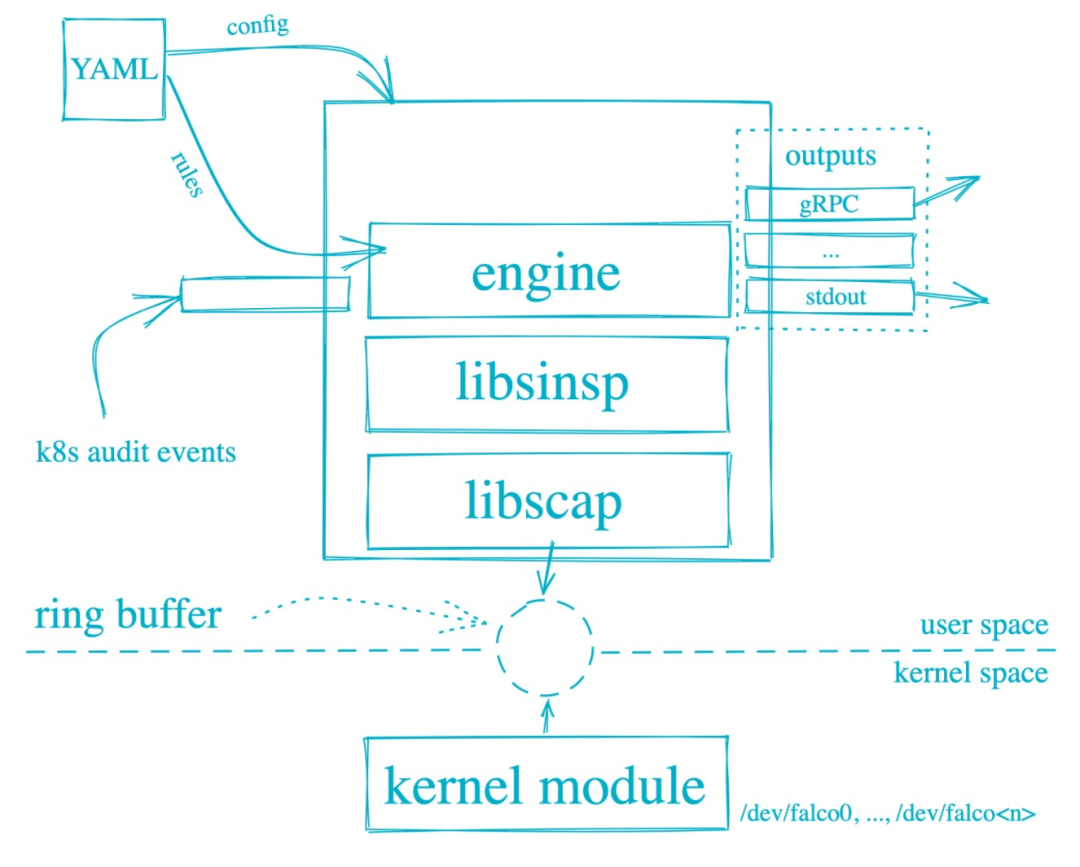 config
YAML
rules
outputs
gRPC
...
stdout
engine
libsinsp
k8s audit events
libscap
ring buffer
user space
kernel space
kernel module
/dev/falco0, ..., /dev/falco<n>